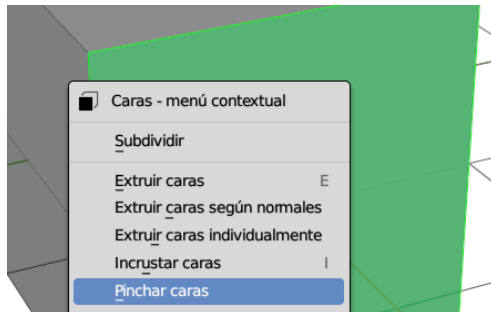 Caras - menú contextual
Subdividir
Extruir caras E
Extruir caras según normales
Extruir caras individualmente
Incrustar caras I
Pinchar caras